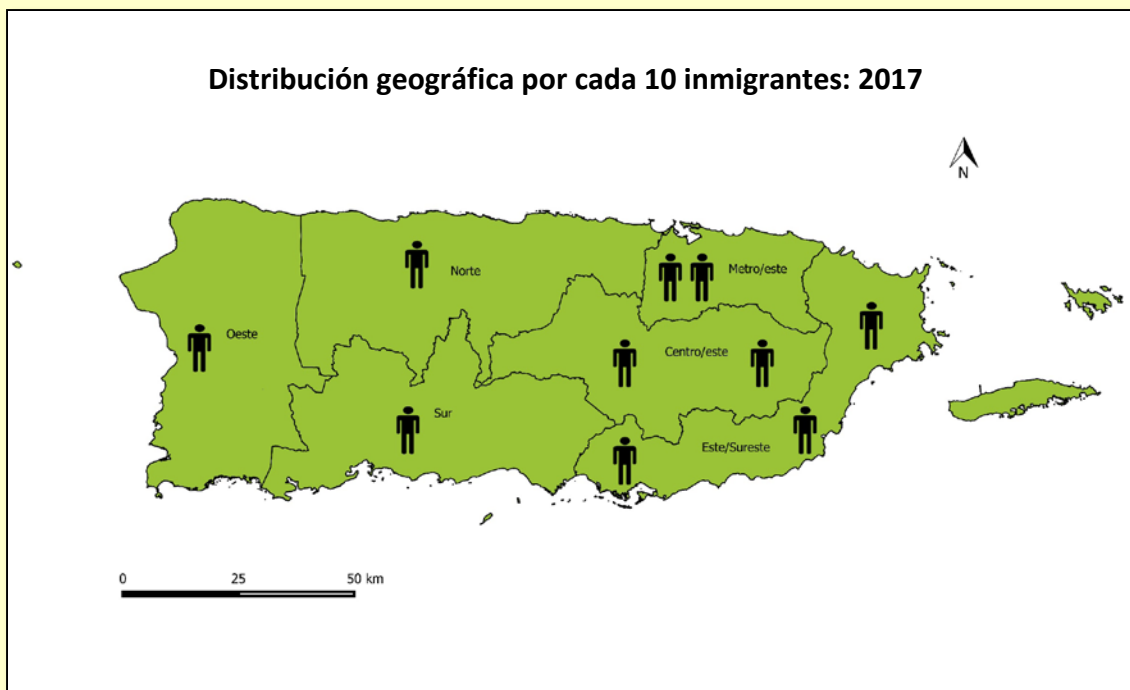 Distribución geográfica por cada 10 inmigrantes: 2017
N
Norte
Metro/este
Oeste
Centro/este
Sur
Este/Sureste
0 25 50 km